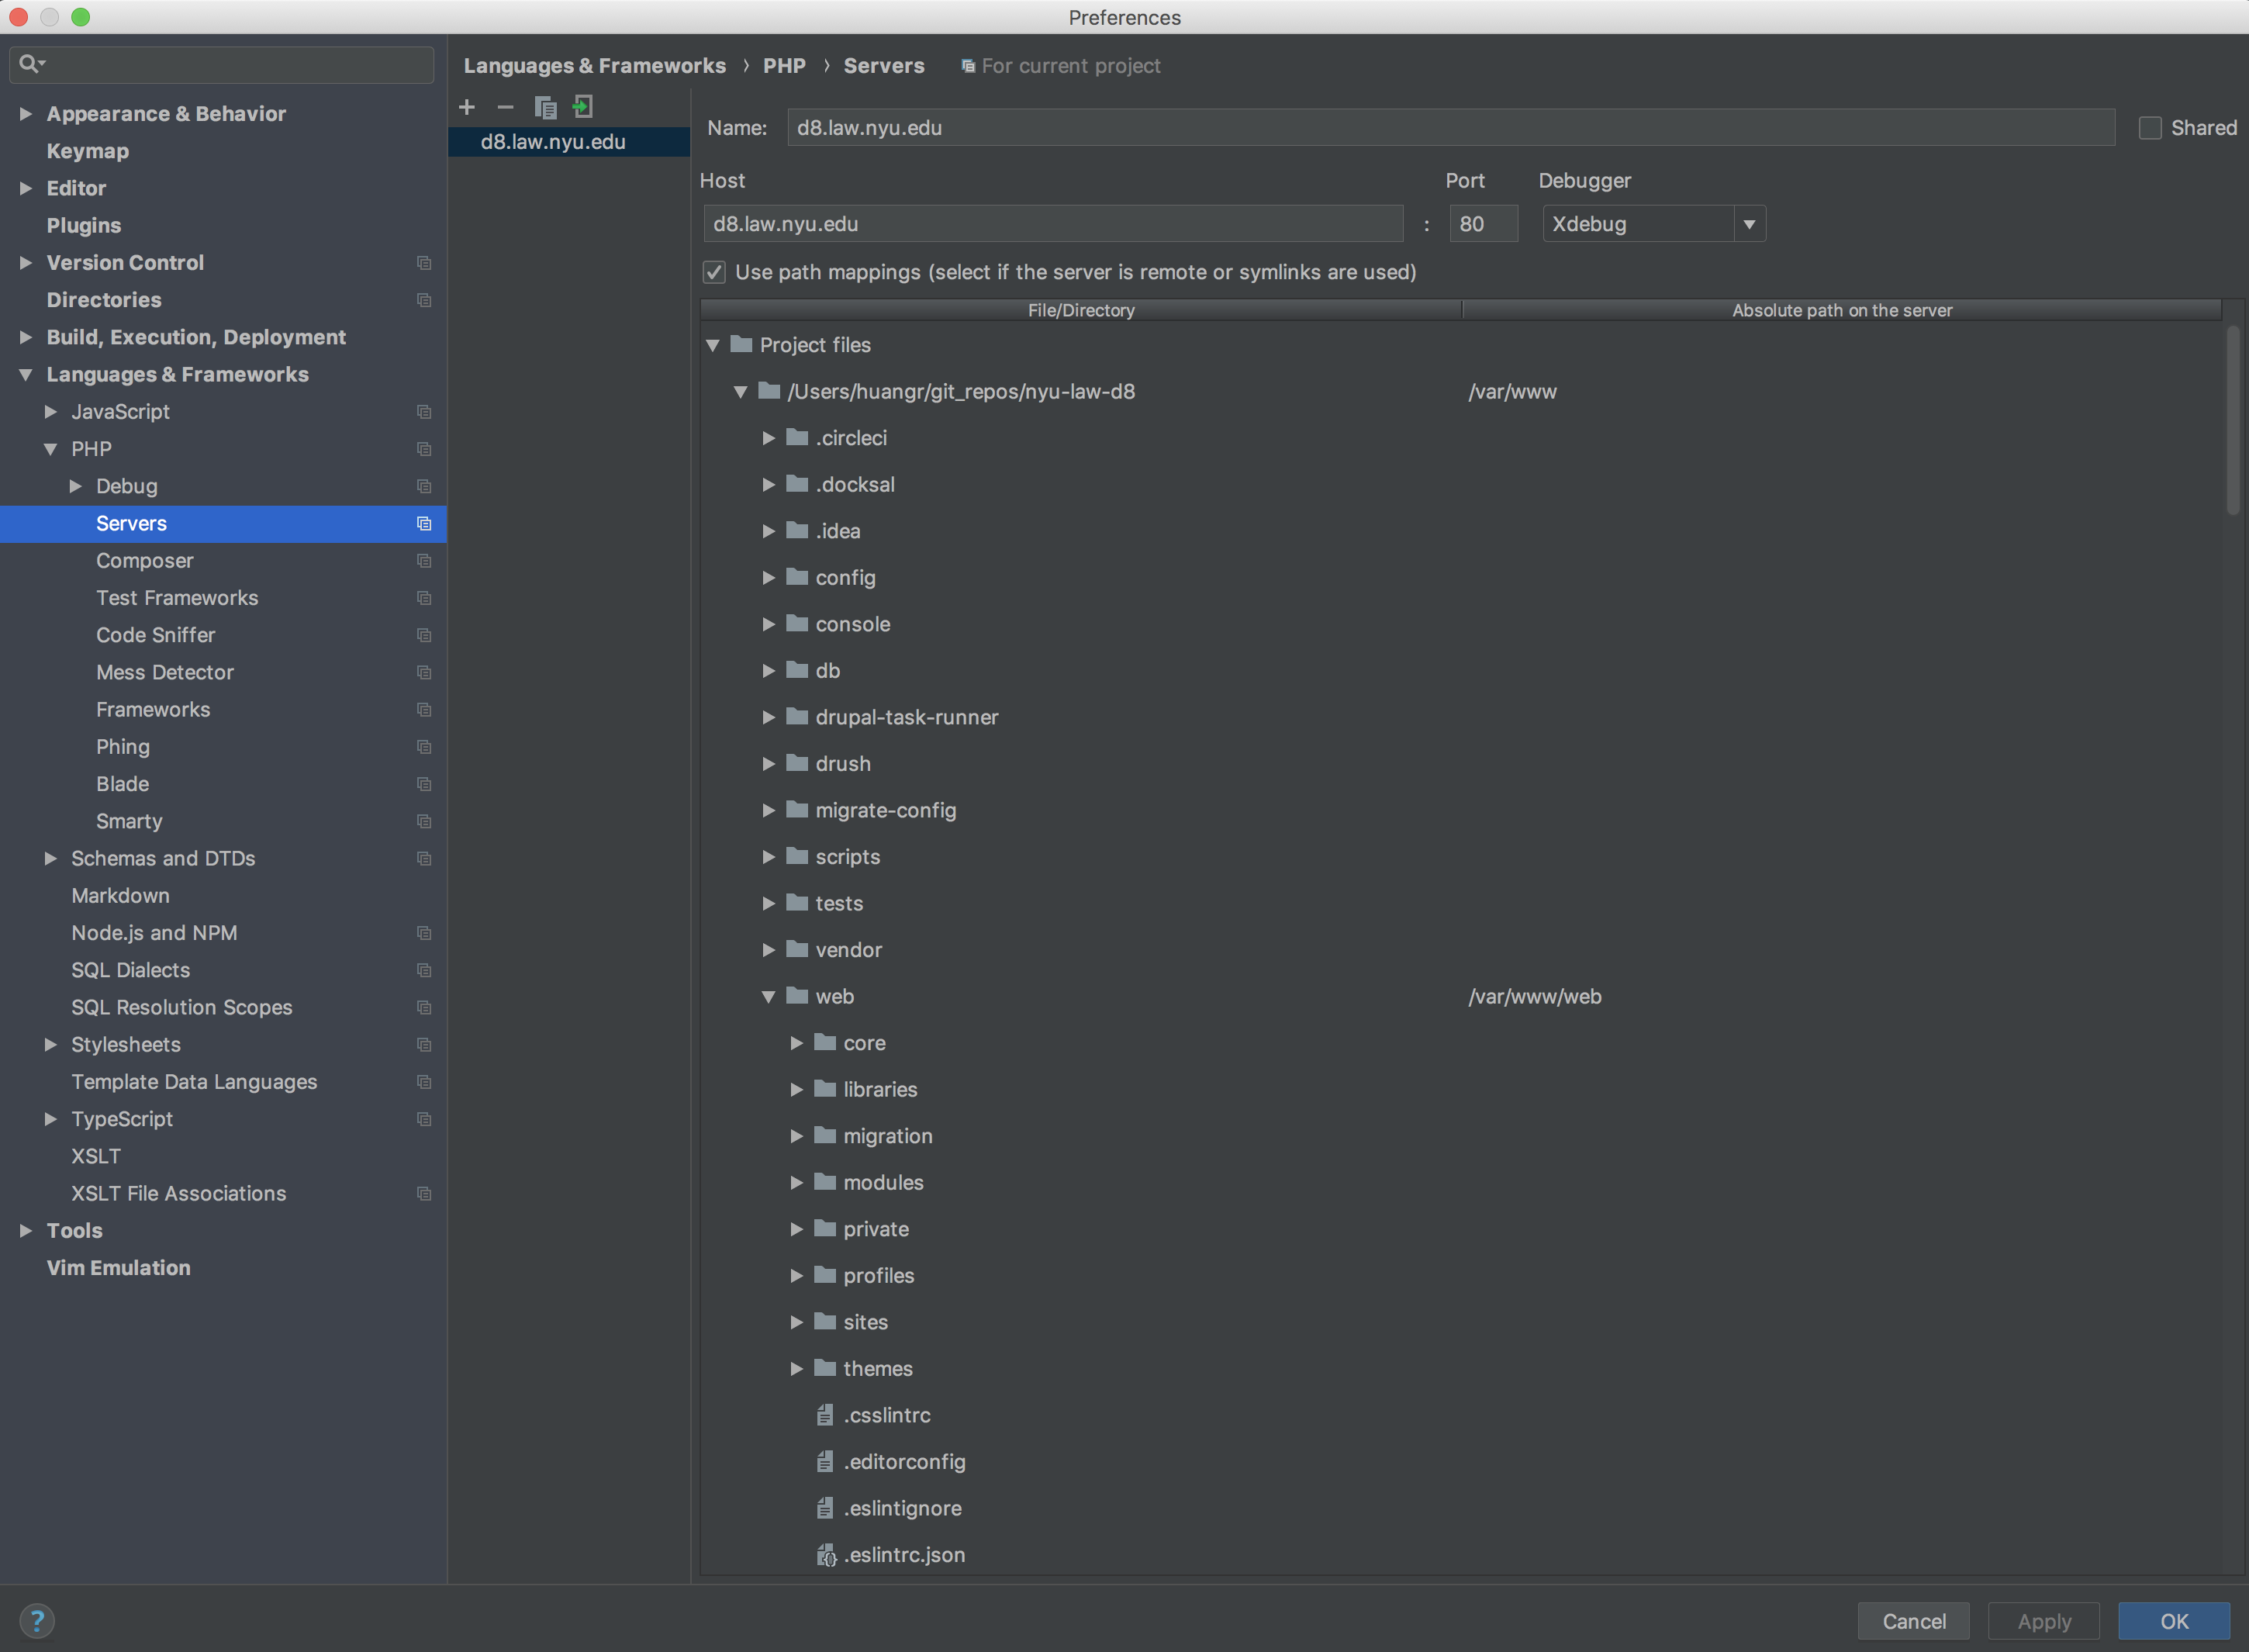 Preferences
Appearance & Behavior
Keymap
Editor
Plugins
Version Control
Directories
Build, Execution, Deployment
Languages & Frameworks
JavaScript
PHP
Debug
Servers
Composer
Test Frameworks
Code Sniffer
Mess Detector
Frameworks
Phing
Blade
Smarty
Schemas and DTDs
Markdown
Node.js and NPM
SQL Dialects
SQL Resolution Scopes
Stylesheets
Template Data Languages
TypeScript
XSLT
XSLT File Associations
Tools
Vim Emulation
Languages & Frameworks › PHP › Servers For current project
d8.law.nyu.edu
Name: d8.law.nyu.edu Shared
Host Port Debugger
d8.law.nyu.edu : 80 Xdebug
Use path mappings (select if the server is remote or symlinks are used)
File/Directory Absolute path on the server
Project files
/Users/huangr/git_repos/nyu-law-d8 /var/www
.circleci
.docksal
.idea
config
console
db
drupal-task-runner
drush
migrate-config
scripts
tests
vendor
web /var/www/web
core
libraries
migration
modules
private
profiles
sites
themes
.csslintrc
.editorconfig
.eslintignore
.eslintrc.json
? Cancel Apply OK